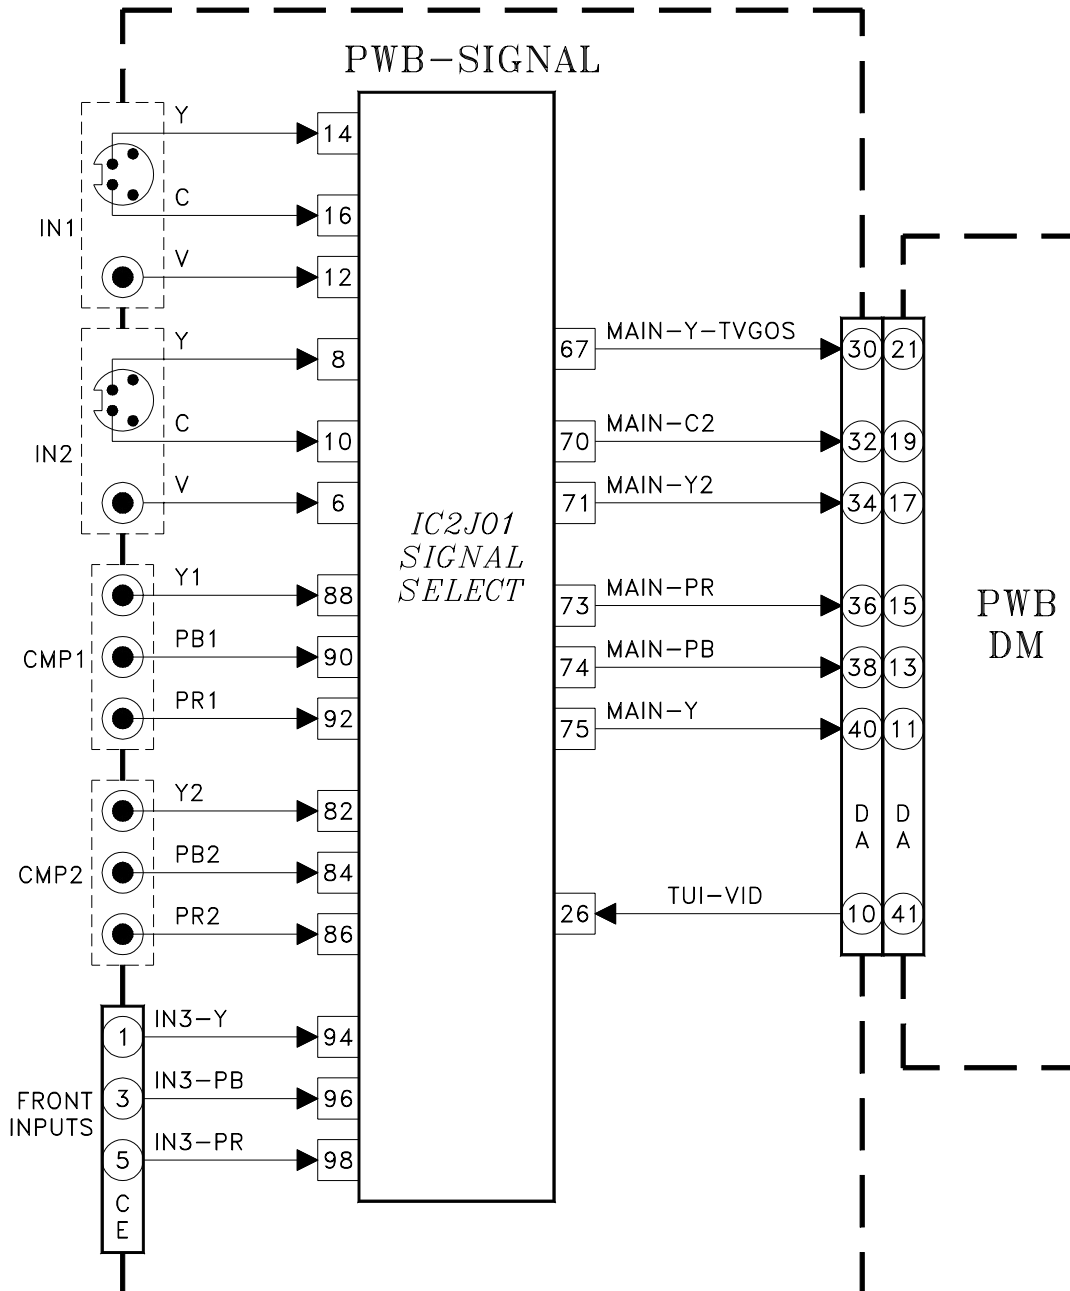 PWB-SIGNAL
Y
14
C
16
IN1
V
12
Y
8
C
10
IN2
V
6
IC2J01
SIGNAL
SELECT
Y1
88
PB1
90
CMP1
PR1
92
Y2
82
PB2
84
CMP2
PR2
86
1
IN3-Y
94
3
IN3-PB
96
FRONT
INPUTS
5
IN3-PR
98
C
E
67 MAIN-Y-TVGOS 30 21
70 MAIN-C2 32 19
71 MAIN-Y2 34 17
73 MAIN-PR 36 15
74 MAIN-PB 38 13
75 MAIN-Y 40 11
D D
A A
26 TUI-VID 10 41
PWB
DM